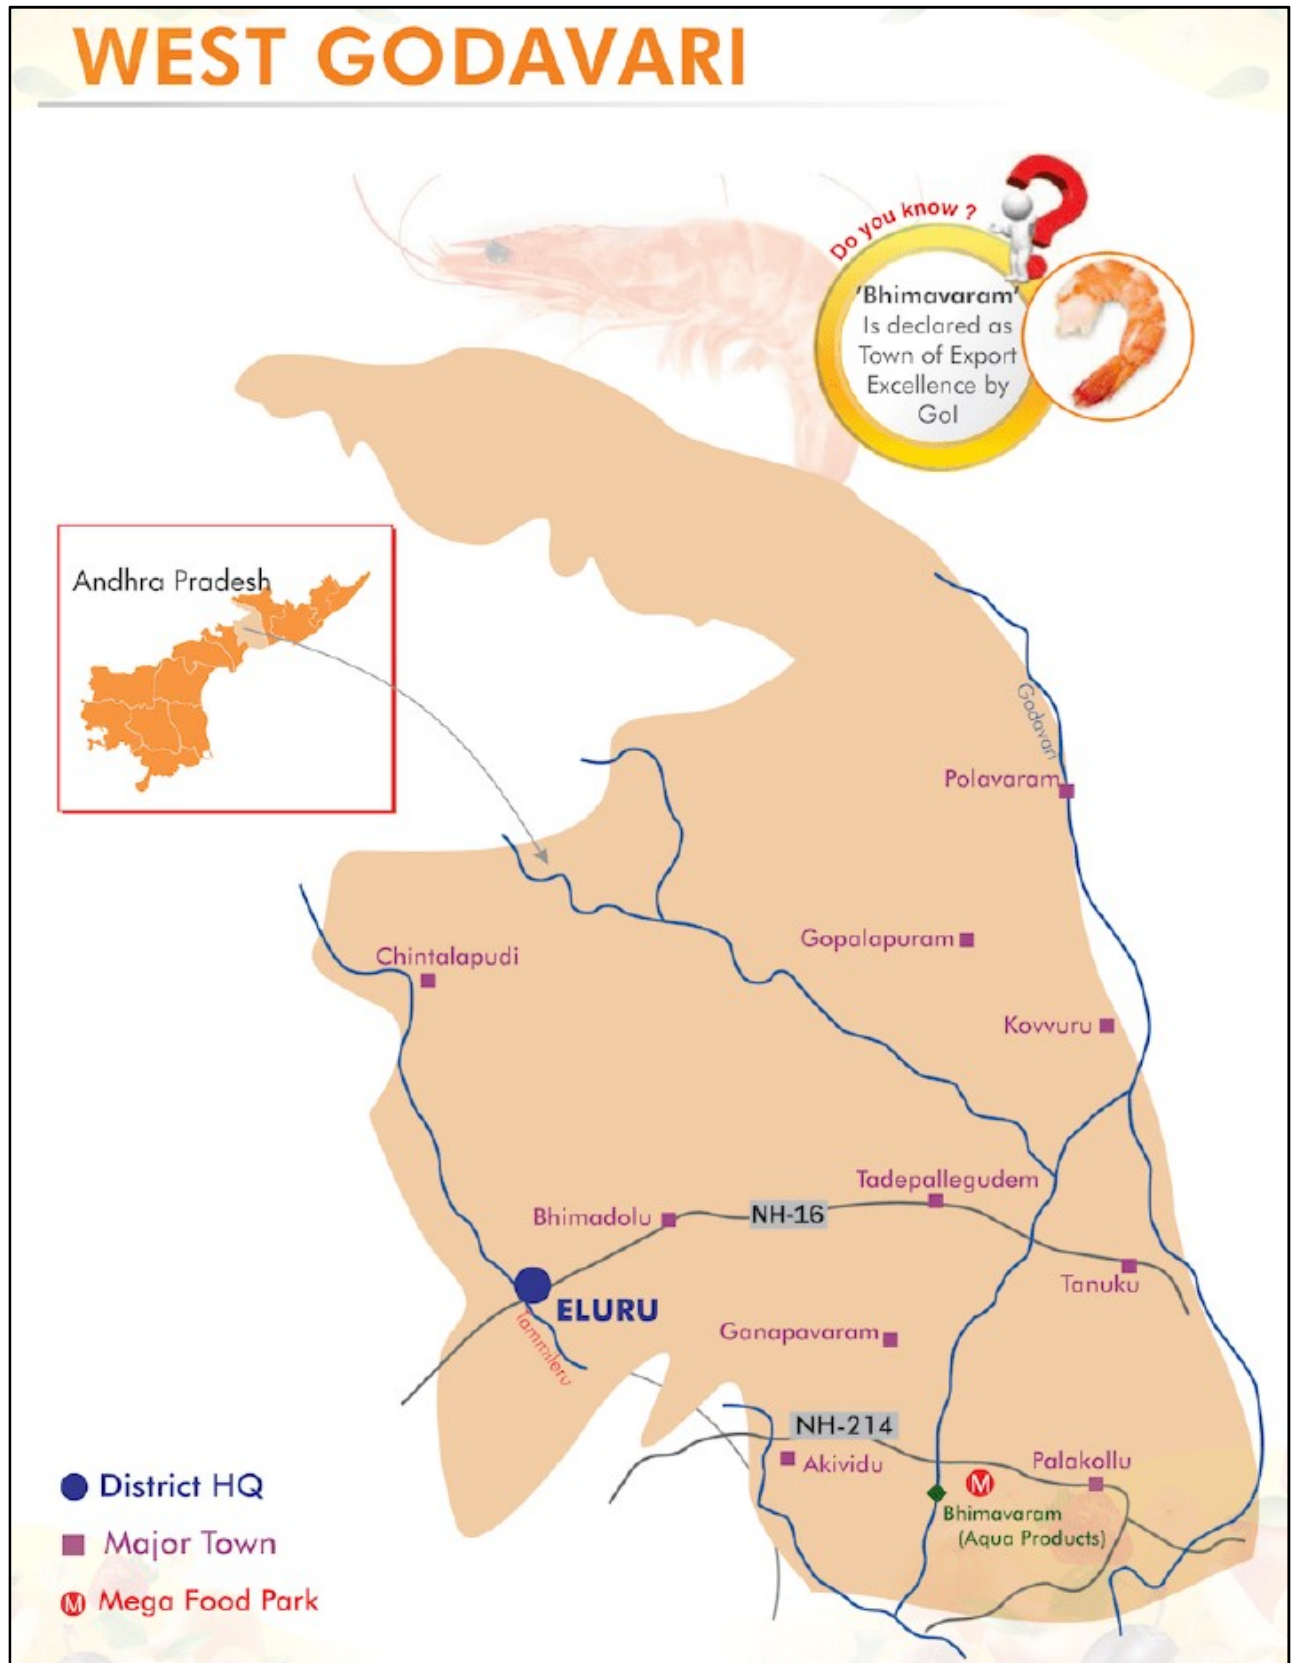 WEST GODAVARI
Do you know ?
'Bhimavaram'
Is declared as
Town of Export
Excellence by
GoI
Andhra Pradesh
Godavari
Polavaram
Gopalapuram
Chintalapudi
Kovvuru
Tadepallegudem
Bhimadolu
NH-16
Tanuku
ELURU
Tammileru
Ganapavaram
NH-214
Akividu
Palakollu
M
Bhimavaram
(Aqua Products)
District HQ
Major Town
M Mega Food Park